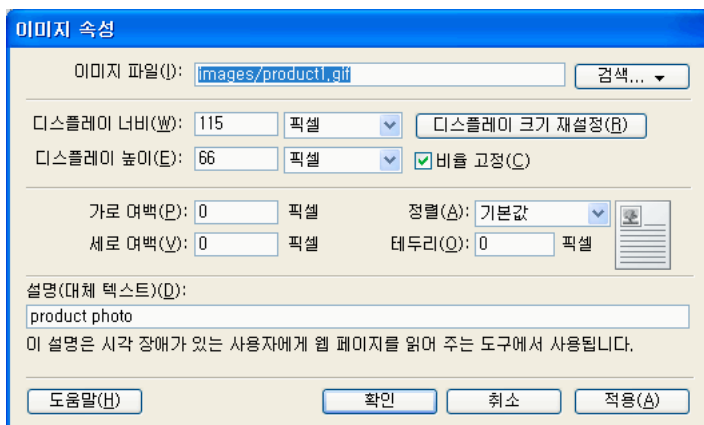 이미지 속성
이미지 파일(I): images/product1.gif 검색...
디스플레이 너비(W): 115 픽셀 디스플레이 크기 재설정(R)
디스플레이 높이(E): 66 픽셀 비율 고정(C)
가로 여백(P): 0 픽셀 정렬(A): 기본값
세로 여백(V): 0 픽셀 테두리(O): 0 픽셀
설명(대체 텍스트)(D):
product photo
이 설명은 시각 장애가 있는 사용자에게 웹 페이지를 읽어 주는 도구에서 사용됩니다.
도움말(H) 확인 취소 적용(A)